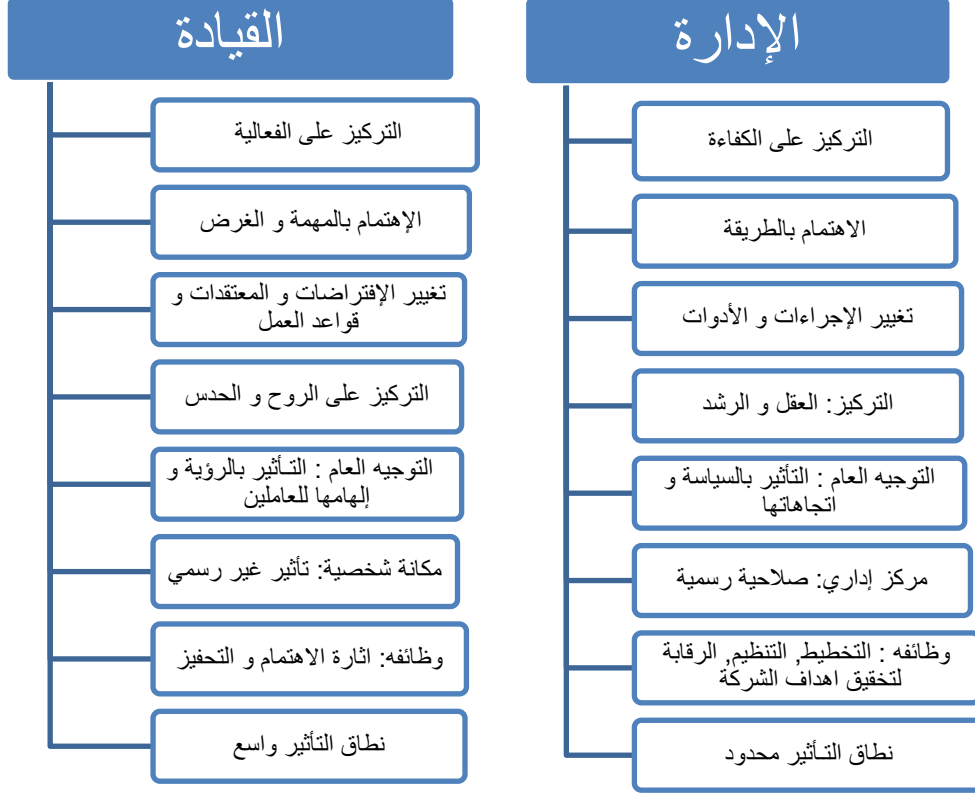 الإدارة
التركيز على الكفاءة
الاهتمام بالطريقة
تغيير الإجراءات و الأدوات
التركيز: العقل و الرشد
التوجيه العام : التأثير بالسياسة و
اتجاهاتها
مركز إداري: صلاحية رسمية
وظائفه : التخطيط, التنظيم, الرقابة
لتخقيق اهداف الشركة
نطاق التـأثير محدود
القيادة
التركيز على الفعالية
الإهتمام بالمهمة و الغرض
تغيير الإفتراضات و المعتقدات و
قواعد العمل
التركيز على الروح و الحدس
التوجيه العام : التـأثير بالرؤية و
إلهامها للعاملين
مكانة شخصية: تأثير غير رسمي
وظائفه: اثارة الاهتمام و التحفيز
نطاق التأثير واسع